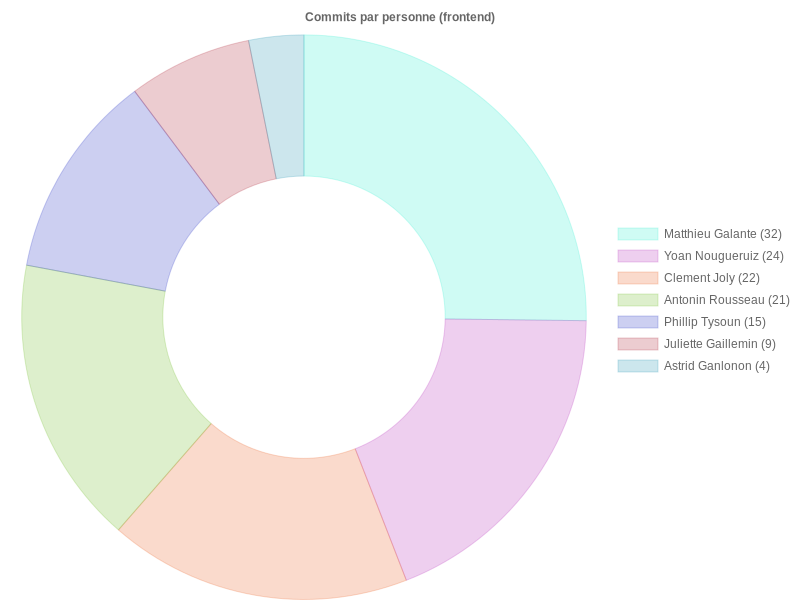 Commits par personne (frontend)
Matthieu Galante (32)
Yoan Nougueruiz (24)
Clement Joly (22)
Antonin Rousseau (21)
Phillip Tysoun (15)
Juliette Gaillemin (9)
Astrid Ganlonon (4)